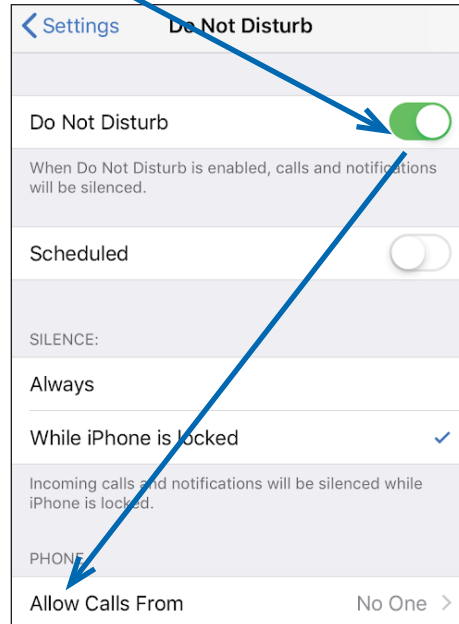 Settings Do Not Disturb
Do Not Disturb
When Do Not Disturb is enabled, calls and notifications
will be silenced.
Scheduled
SILENCE:
Always
While iPhone is locked
Incoming calls and notifications will be silenced while
iPhone is locked.
PHONE:
Allow Calls From No One